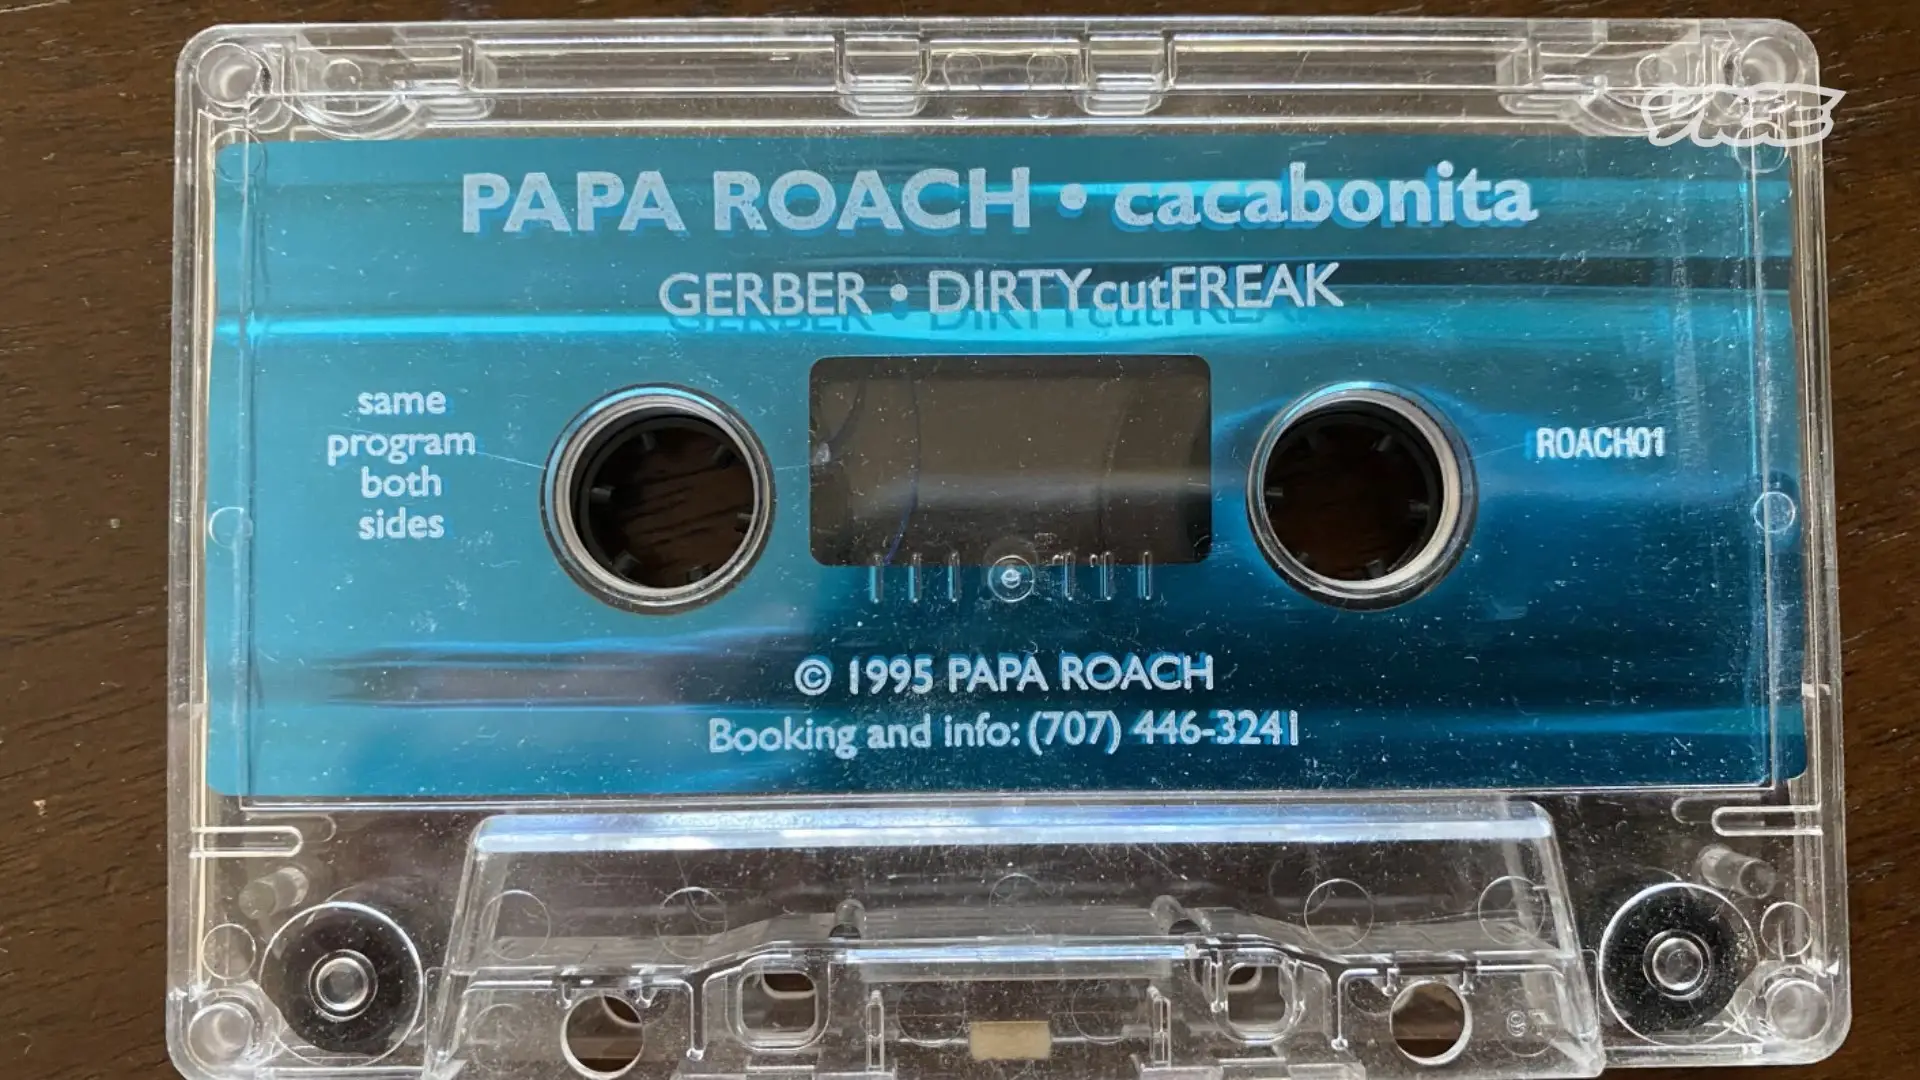 VICE
PAPA ROACH • cacabonita
GERBER • DIRTYcutFREAK
same
program
both
sides
ROACH01
© 1995 PAPA ROACH
Booking and info: (707) 446-3241